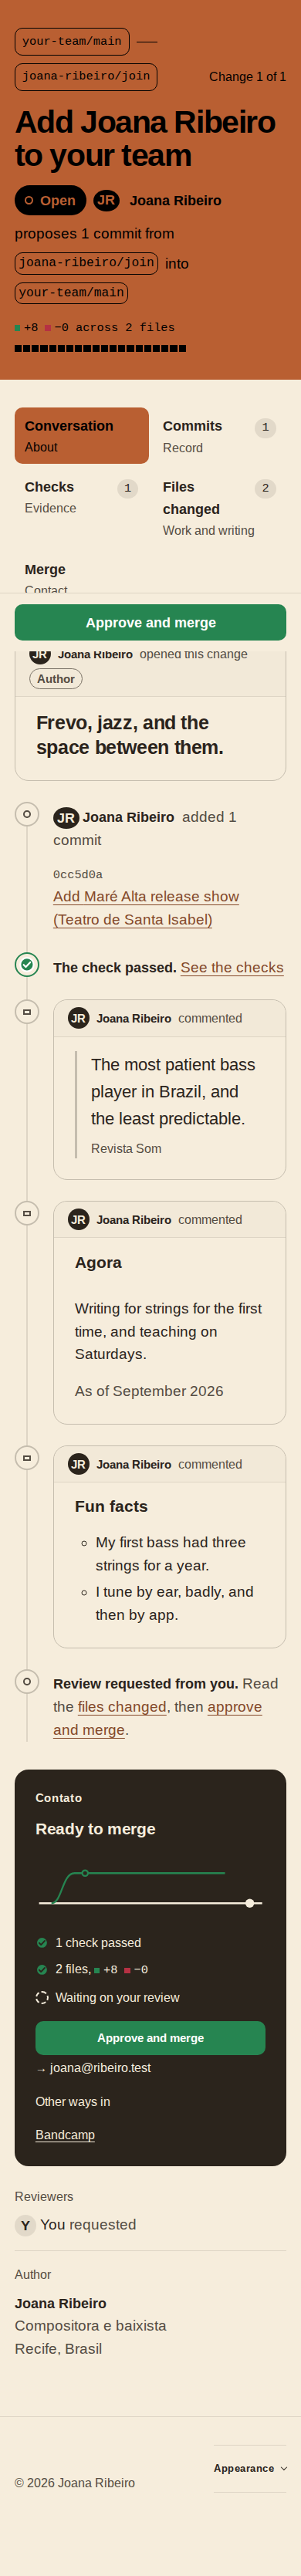 your-team/main
joana-ribeiro/join
Change 1 of 1
Add Joana Ribeiro
to your team
Open
JR
Joana Ribeiro
proposes 1 commit from
joana-ribeiro/join into
your-team/main
+8 −0 across 2 files
Conversation
About
Commits 1
Record
Checks 1
Evidence
Files 2
changed
Work and writing
Merge
Contact
Approve and merge
JR Joana Ribeiro opened this change
Author
Frevo, jazz, and the
space between them.
JR Joana Ribeiro added 1
commit
0cc5d0a
Add Maré Alta release show
(Teatro de Santa Isabel)
The check passed. See the checks
JR Joana Ribeiro commented
The most patient bass
player in Brazil, and
the least predictable.
Revista Som
JR Joana Ribeiro commented
Agora
Writing for strings for the first
time, and teaching on
Saturdays.
As of September 2026
JR Joana Ribeiro commented
Fun facts
My first bass had three
strings for a year.
I tune by ear, badly, and
then by app.
Review requested from you. Read
the files changed, then approve
and merge.
Contato
Ready to merge
1 check passed
2 files, +8 −0
Waiting on your review
Approve and merge
→ joana@ribeiro.test
Other ways in
Bandcamp
Reviewers
Y You requested
Author
Joana Ribeiro
Compositora e baixista
Recife, Brasil
Appearance
© 2026 Joana Ribeiro